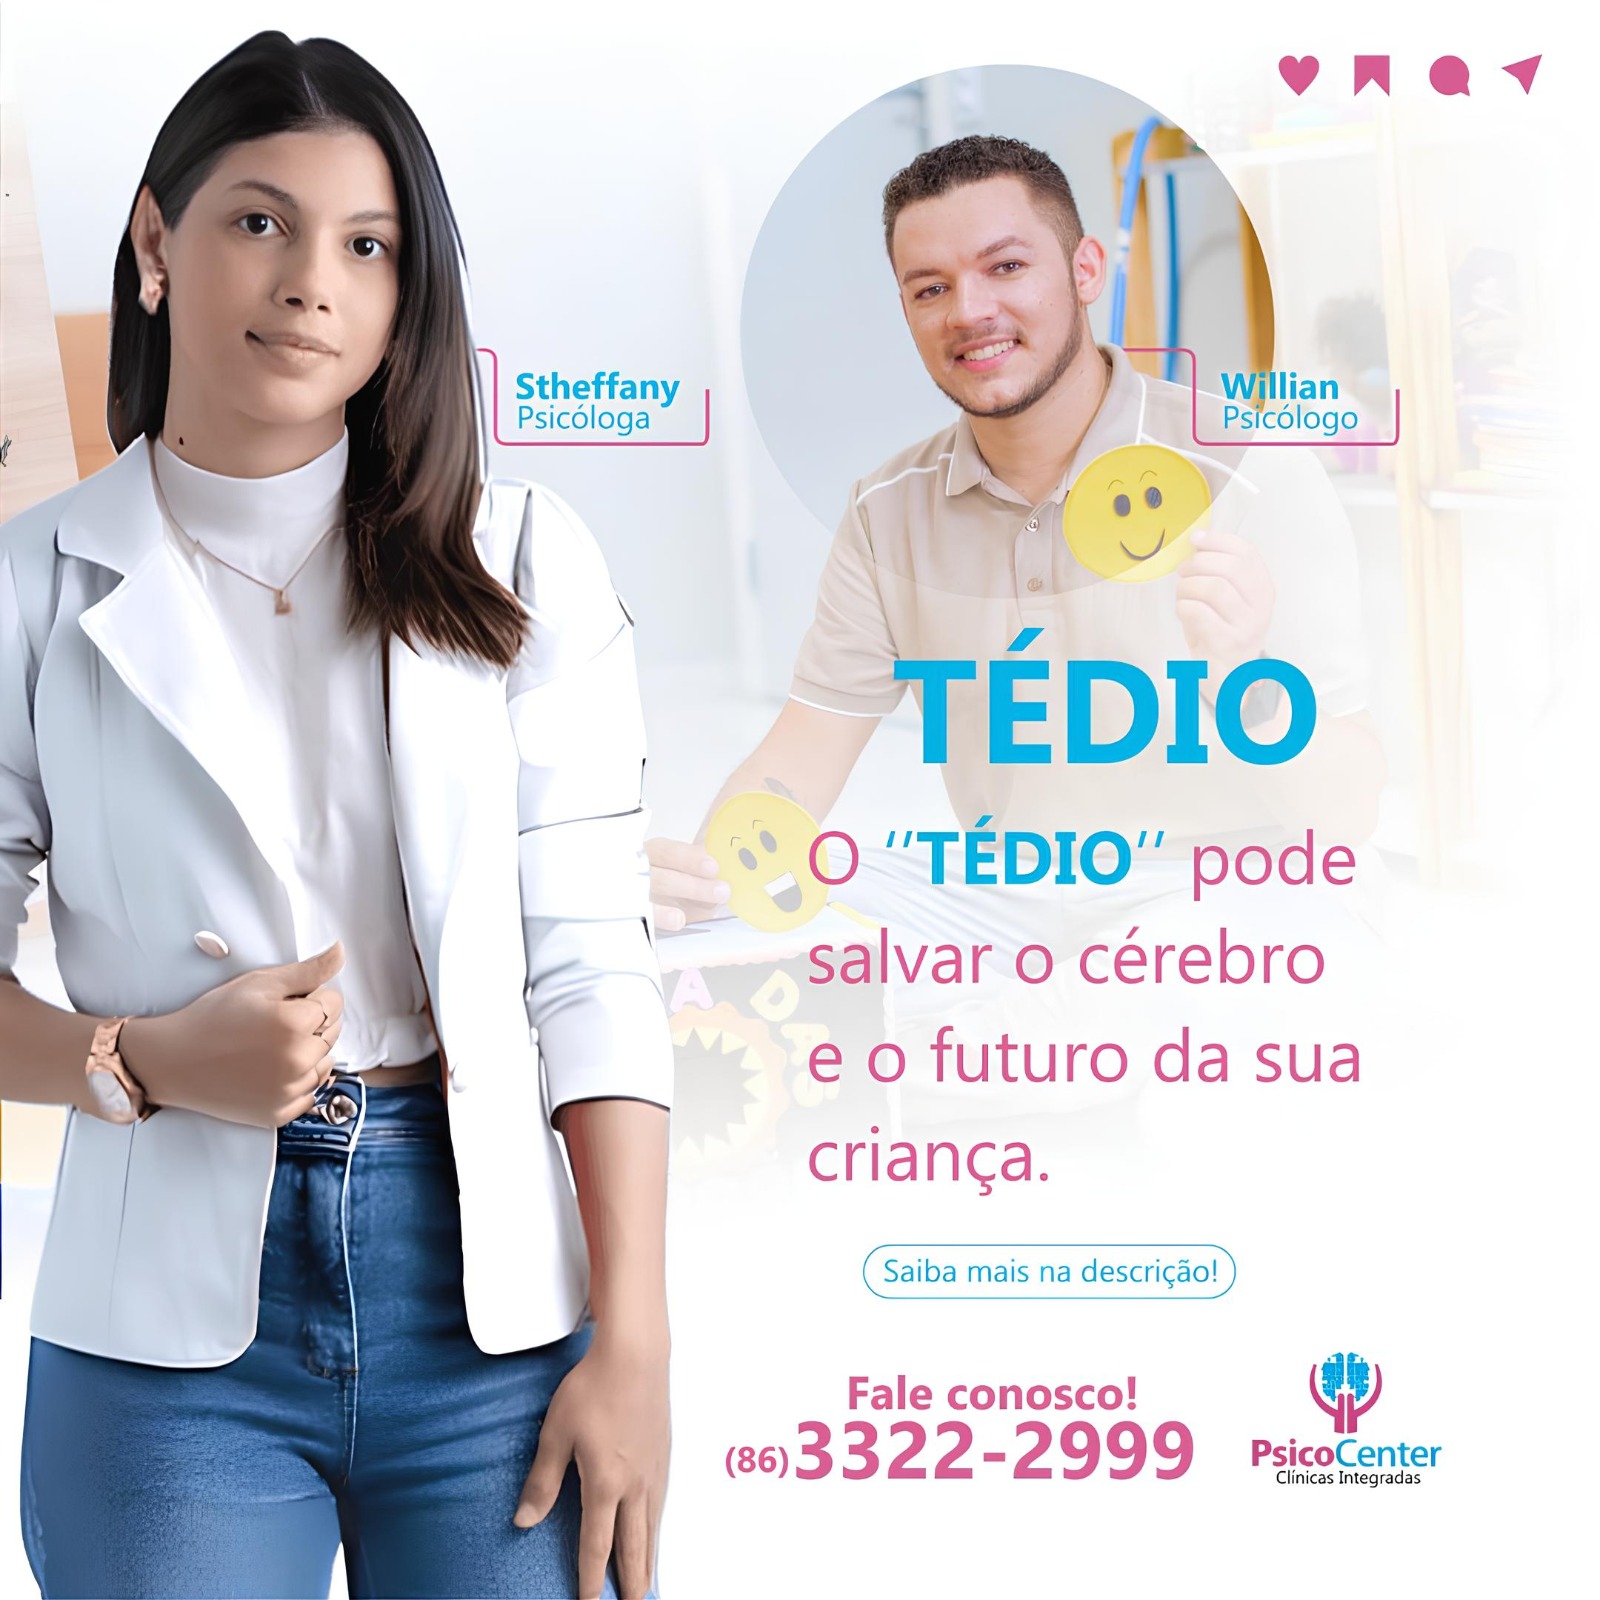 Stheffany
Psicóloga
Willian
Psicólogo
TÉDIO
O ‘’TÉDIO’’ pode
salvar o cérebro
e o futuro da sua
criança.
Saiba mais na descrição!
Fale conosco!
(86) 3322-2999
PsicoCenter
Clínicas Integradas